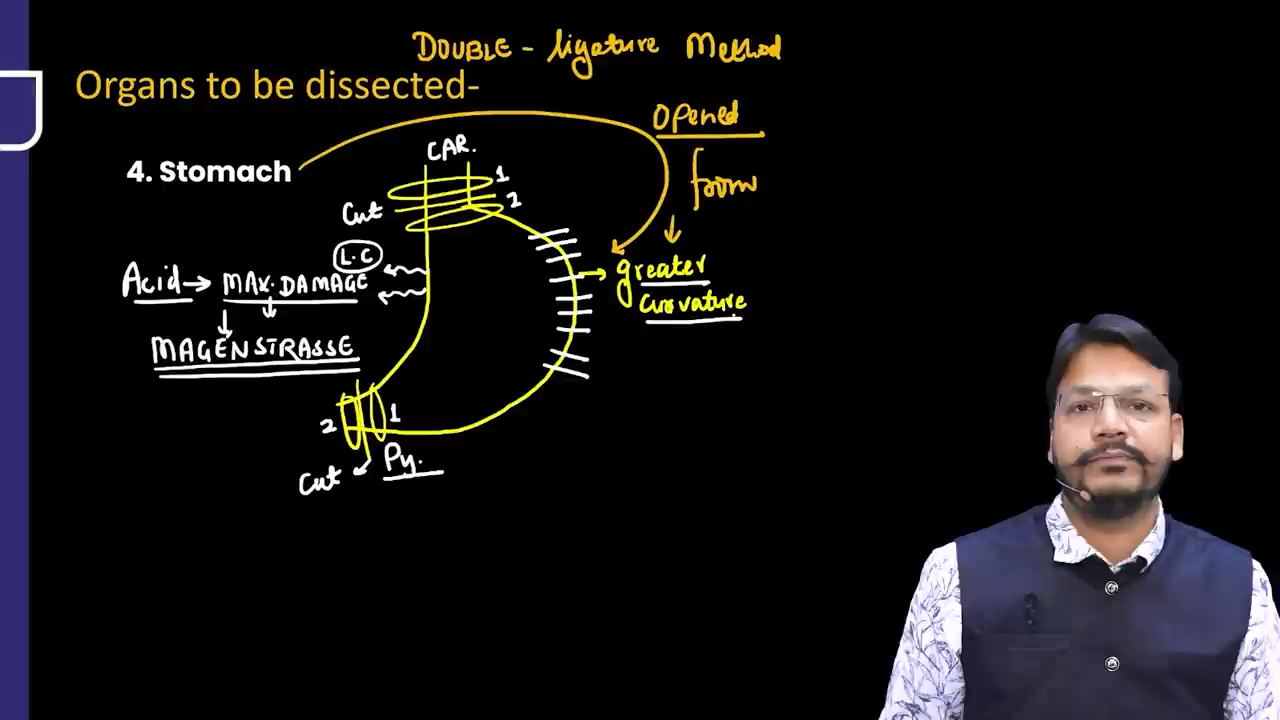 DOUBLE - ligature Method
Organs to be dissected-
Opened
4. Stomach
CAR.
from
1
Cut
2
L.C
Acid → MAX. DAMAGE
greater
curvature
MAGENSTRASSE
2
1
Py.
Cut